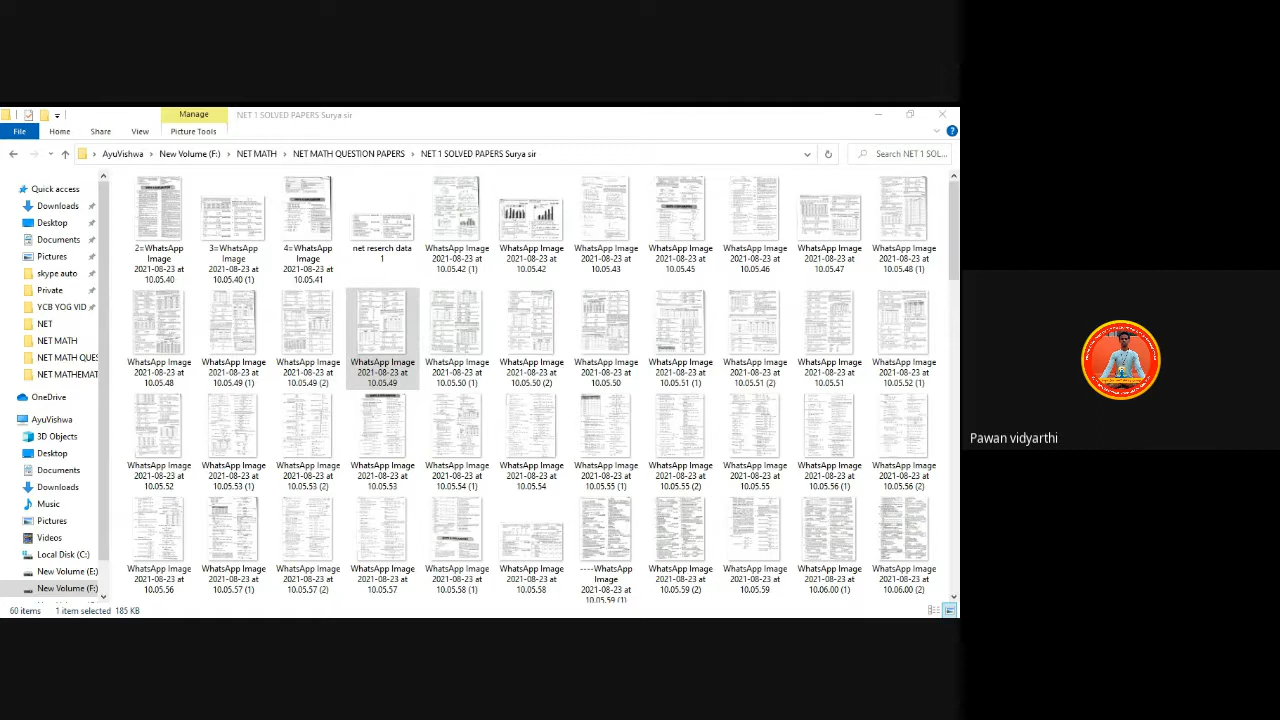 Manage
NET 1 SOLVED PAPERS Surya sir
File
Home
Share
View
Picture Tools
AyuVishwa
New Volume (F:)
NET MATH
NET MATH QUESTION PAPERS
NET 1 SOLVED PAPERS Surya sir
Search NET 1 SOL...
Quick access
Downloads
Desktop
Documents
Pictures
skype auto
Private
YCB YOG VID
NET
NET MATH
NET MATH QUES
NET MATHEMAT
OneDrive
AyuVishwa
3D Objects
Desktop
Documents
Downloads
Music
Pictures
Videos
Local Disk (C:)
New Volume (E:)
New Volume (F:)
2=WhatsApp
Image
2021-08-23 at
10.05.40
3=WhatsApp
Image
2021-08-23 at
10.05.40 (1)
4=WhatsApp
Image
2021-08-23 at
10.05.41
net reserch data
1
WhatsApp Image
2021-08-23 at
10.05.42 (1)
WhatsApp Image
2021-08-23 at
10.05.42
WhatsApp Image
2021-08-23 at
10.05.43
WhatsApp Image
2021-08-23 at
10.05.45
WhatsApp Image
2021-08-23 at
10.05.46
WhatsApp Image
2021-08-23 at
10.05.47
WhatsApp Image
2021-08-23 at
10.05.48 (1)
WhatsApp Image
2021-08-23 at
10.05.48
WhatsApp Image
2021-08-23 at
10.05.49 (1)
WhatsApp Image
2021-08-23 at
10.05.49 (2)
WhatsApp Image
2021-08-23 at
10.05.49
WhatsApp Image
2021-08-23 at
10.05.50 (1)
WhatsApp Image
2021-08-23 at
10.05.50 (2)
WhatsApp Image
2021-08-23 at
10.05.50
WhatsApp Image
2021-08-23 at
10.05.51 (1)
WhatsApp Image
2021-08-23 at
10.05.51 (2)
WhatsApp Image
2021-08-23 at
10.05.51
WhatsApp Image
2021-08-23 at
10.05.52 (1)
WhatsApp Image
2021-08-23 at
10.05.52
WhatsApp Image
2021-08-23 at
10.05.53 (1)
WhatsApp Image
2021-08-23 at
10.05.53 (2)
WhatsApp Image
2021-08-23 at
10.05.53
WhatsApp Image
2021-08-23 at
10.05.54 (1)
WhatsApp Image
2021-08-23 at
10.05.54
WhatsApp Image
2021-08-23 at
10.05.55 (1)
WhatsApp Image
2021-08-23 at
10.05.55 (2)
WhatsApp Image
2021-08-23 at
10.05.55
WhatsApp Image
2021-08-23 at
10.05.56 (1)
WhatsApp Image
2021-08-23 at
10.05.56 (2)
WhatsApp Image
2021-08-23 at
10.05.56
WhatsApp Image
2021-08-23 at
10.05.57 (1)
WhatsApp Image
2021-08-23 at
10.05.57 (2)
WhatsApp Image
2021-08-23 at
10.05.57
WhatsApp Image
2021-08-23 at
10.05.58 (1)
WhatsApp Image
2021-08-23 at
10.05.58
----WhatsApp
Image
2021-08-23 at
10.05.59 (1)
WhatsApp Image
2021-08-23 at
10.05.59 (2)
WhatsApp Image
2021-08-23 at
10.05.59
WhatsApp Image
2021-08-23 at
10.06.00 (1)
WhatsApp Image
2021-08-23 at
10.06.00 (2)
60 items
1 item selected 185 KB
Pawan vidyarthi